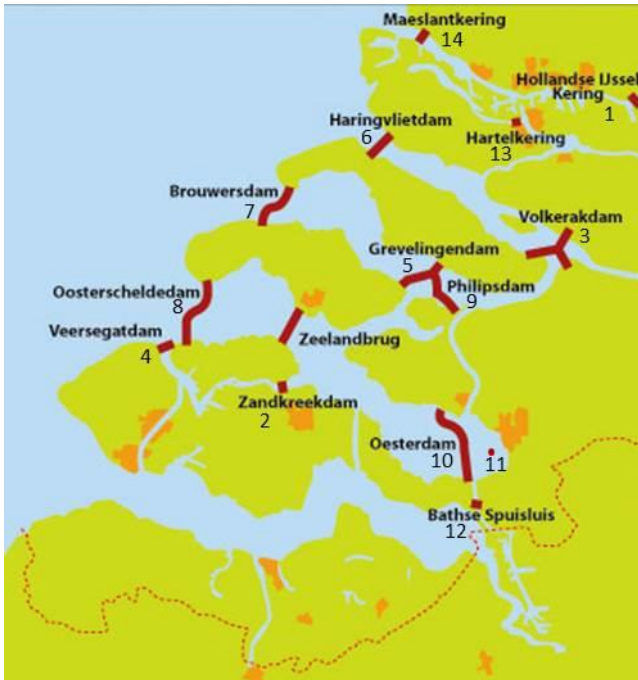 Maeslantkering
14
Hollandse IJssel
Kering
1
Haringvlietdam
6
Hartelkering
13
Brouwersdam
7
Volkerakdam
3
Grevelingendam
5
Philipsdam
9
Oosterscheldedam
8
Veersegatdam
4
Zeelandbrug
Zandkreekdam
2
Oesterdam
10
11
Bathse Spuisluis
12